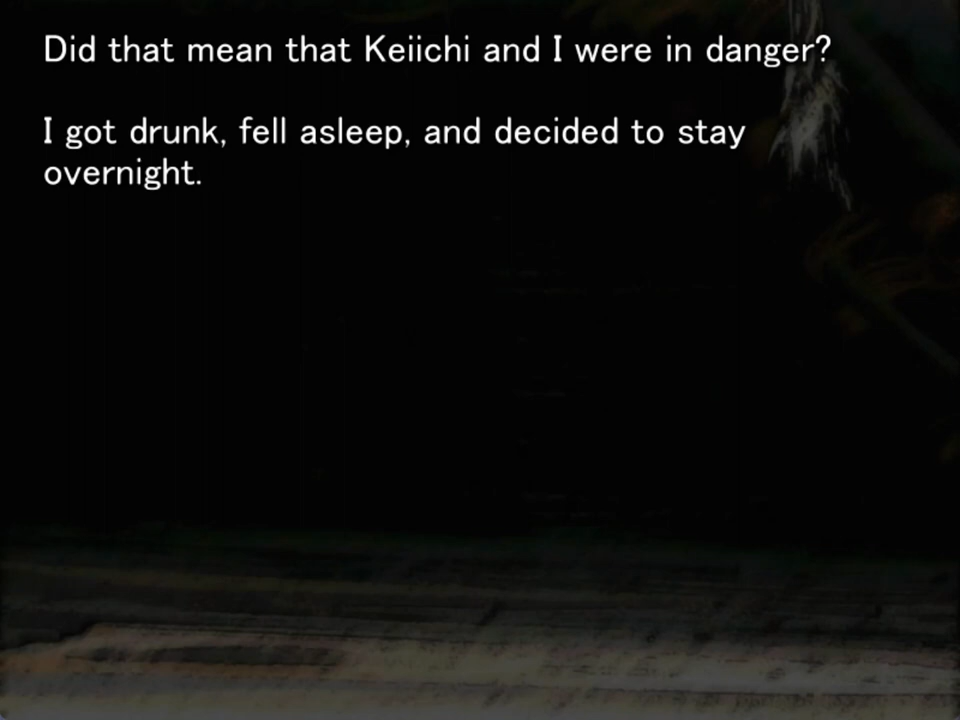 Did that mean that Keiichi and I were in danger?
I got drunk, fell asleep, and decided to stay
overnight.